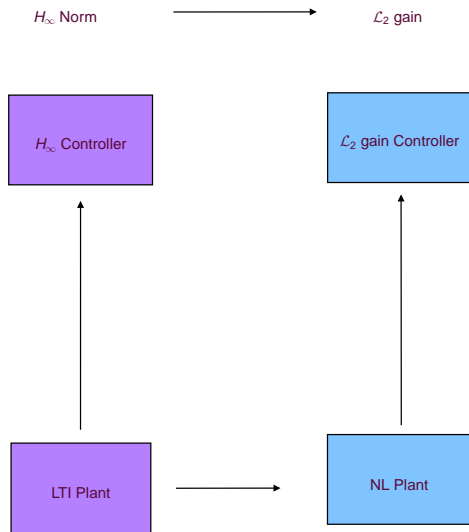 H∞ Norm
ℒ₂ gain
H∞ Controller
ℒ₂ gain Controller
LTI Plant
NL Plant